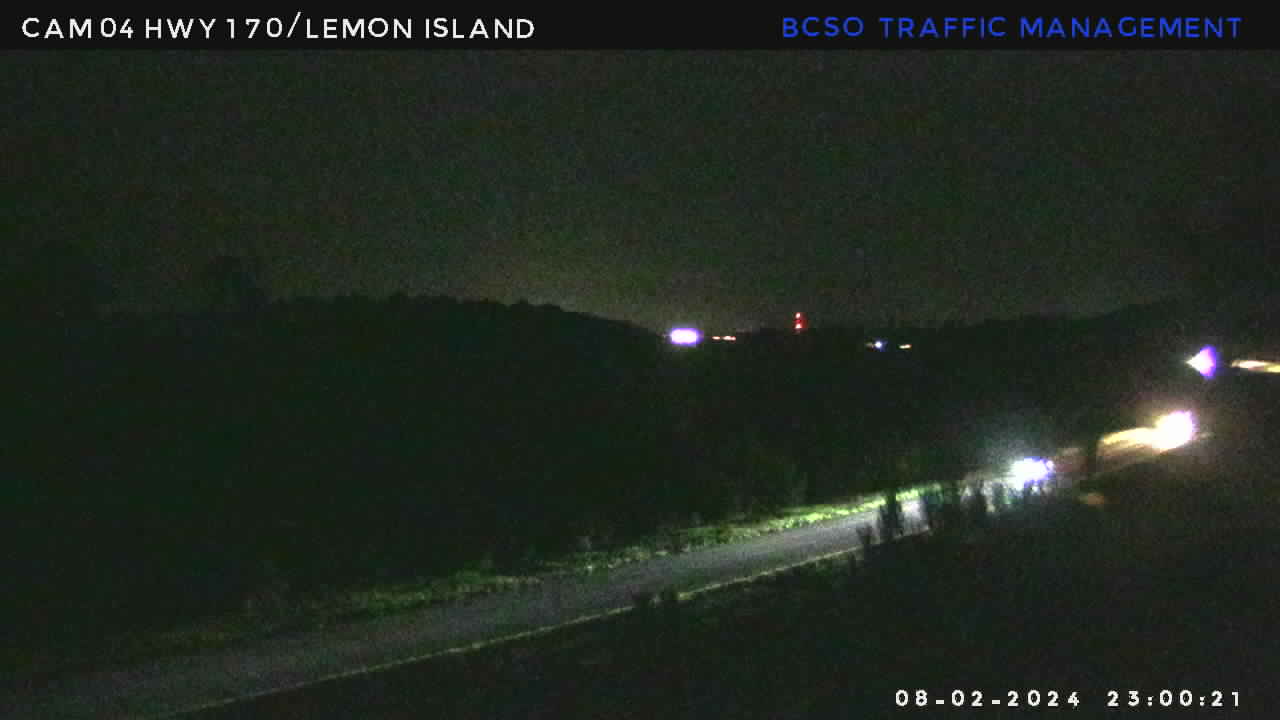 CAM04 HWY 170/LEMON ISLAND
BCSO TRAFFIC MANAGEMENT
08-02-2024 23:00:21